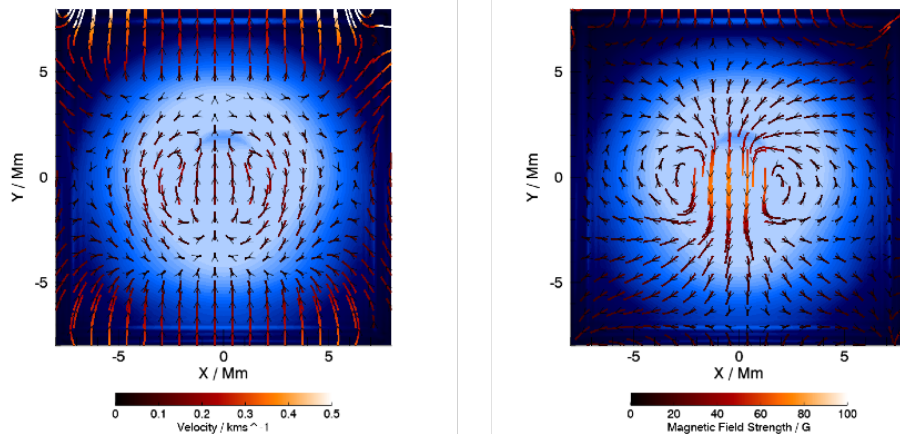 5
0
-5
Y / Mm
-5 0 5
X / Mm
0 0.1 0.2 0.3 0.4 0.5
Velocity / kms^-1
5
0
-5
Y / Mm
-5 0 5
X / Mm
0 20 40 60 80 100
Magnetic Field Strength / G